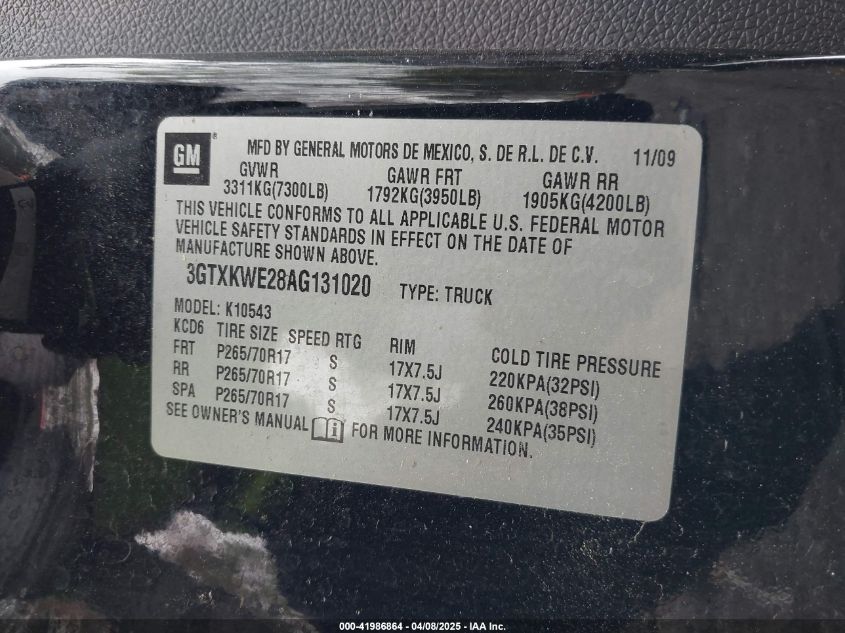 GM
MFD BY GENERAL MOTORS DE MEXICO, S. DE R.L. DE C.V. 11/09
GVWR GAWR FRT GAWR RR
3311KG(7300LB) 1792KG(3950LB) 1905KG(4200LB)
THIS VEHICLE CONFORMS TO ALL APPLICABLE U.S. FEDERAL MOTOR
VEHICLE SAFETY STANDARDS IN EFFECT ON THE DATE OF
MANUFACTURE SHOWN ABOVE.
3GTXKWE28AG131020 TYPE: TRUCK
MODEL: K10543
KCD6 TIRE SIZE SPEED RTG RIM COLD TIRE PRESSURE
FRT P265/70R17 S 17X7.5J 220KPA(32PSI)
RR P265/70R17 S 17X7.5J 260KPA(38PSI)
SPA P265/70R17 S 17X7.5J 240KPA(35PSI)
SEE OWNER'S MANUAL FOR MORE INFORMATION.
000-41986864 / 04/08/2025 - IAA Inc.